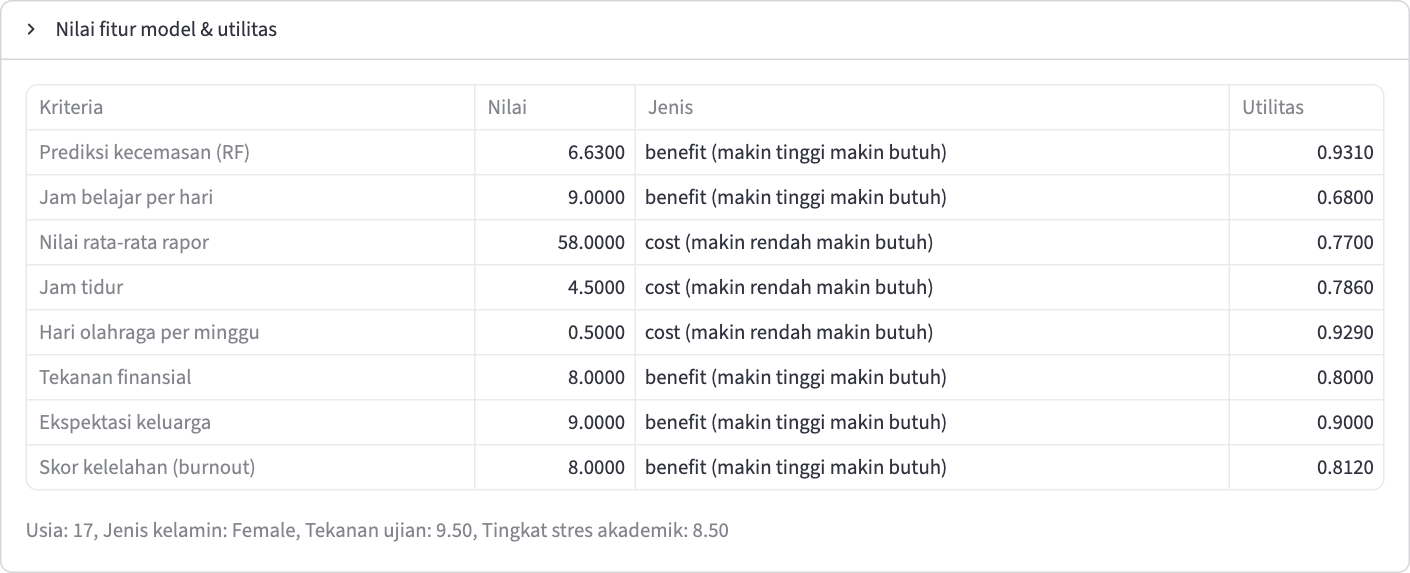 Nilai fitur model & utilitas
Kriteria Nilai Jenis Utilitas
Prediksi kecemasan (RF) 6.6300 benefit (makin tinggi makin butuh) 0.9310
Jam belajar per hari 9.0000 benefit (makin tinggi makin butuh) 0.6800
Nilai rata-rata rapor 58.0000 cost (makin rendah makin butuh) 0.7700
Jam tidur 4.5000 cost (makin rendah makin butuh) 0.7860
Hari olahraga per minggu 0.5000 cost (makin rendah makin butuh) 0.9290
Tekanan finansial 8.0000 benefit (makin tinggi makin butuh) 0.8000
Ekspektasi keluarga 9.0000 benefit (makin tinggi makin butuh) 0.9000
Skor kelelahan (burnout) 8.0000 benefit (makin tinggi makin butuh) 0.8120
Usia: 17, Jenis kelamin: Female, Tekanan ujian: 9.50, Tingkat stres akademik: 8.50